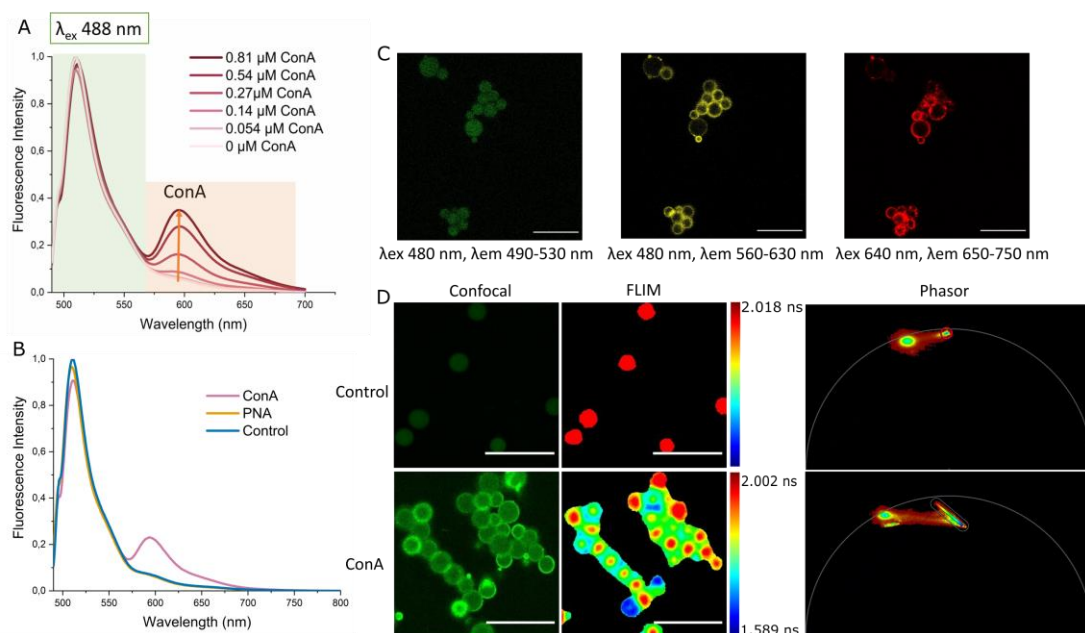 A
λex 488 nm
1,0
0,8
0,6
0,4
0,2
0,0
Fluorescence Intensity
0.81 µM ConA
0.54 µM ConA
0.27µM ConA
0.14 µM ConA
0.054 µM ConA
0 µM ConA
ConA
500 550 600 650 700
Wavelength (nm)
B
1,0
0,8
0,6
0,4
0,2
0,0
Fluorescence Intensity
ConA
PNA
Control
500 550 600 650 700 750 800
Wavelength (nm)
C
λex 480 nm, λem 490-530 nm
λex 480 nm, λem 560-630 nm
λex 640 nm, λem 650-750 nm
D
Confocal FLIM Phasor
Control
2.018 ns
ConA
2.002 ns
1.589 ns